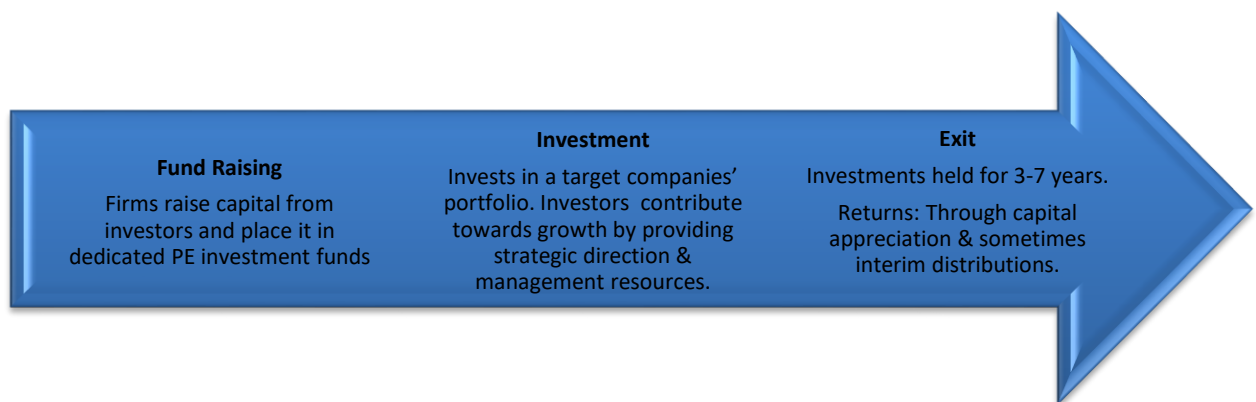 Fund Raising
Firms raise capital from
investors and place it in
dedicated PE investment funds
Investment
Invests in a target companies’
portfolio. Investors contribute
towards growth by providing
strategic direction &
management resources.
Exit
Investments held for 3-7 years.
Returns: Through capital
appreciation & sometimes
interim distributions.